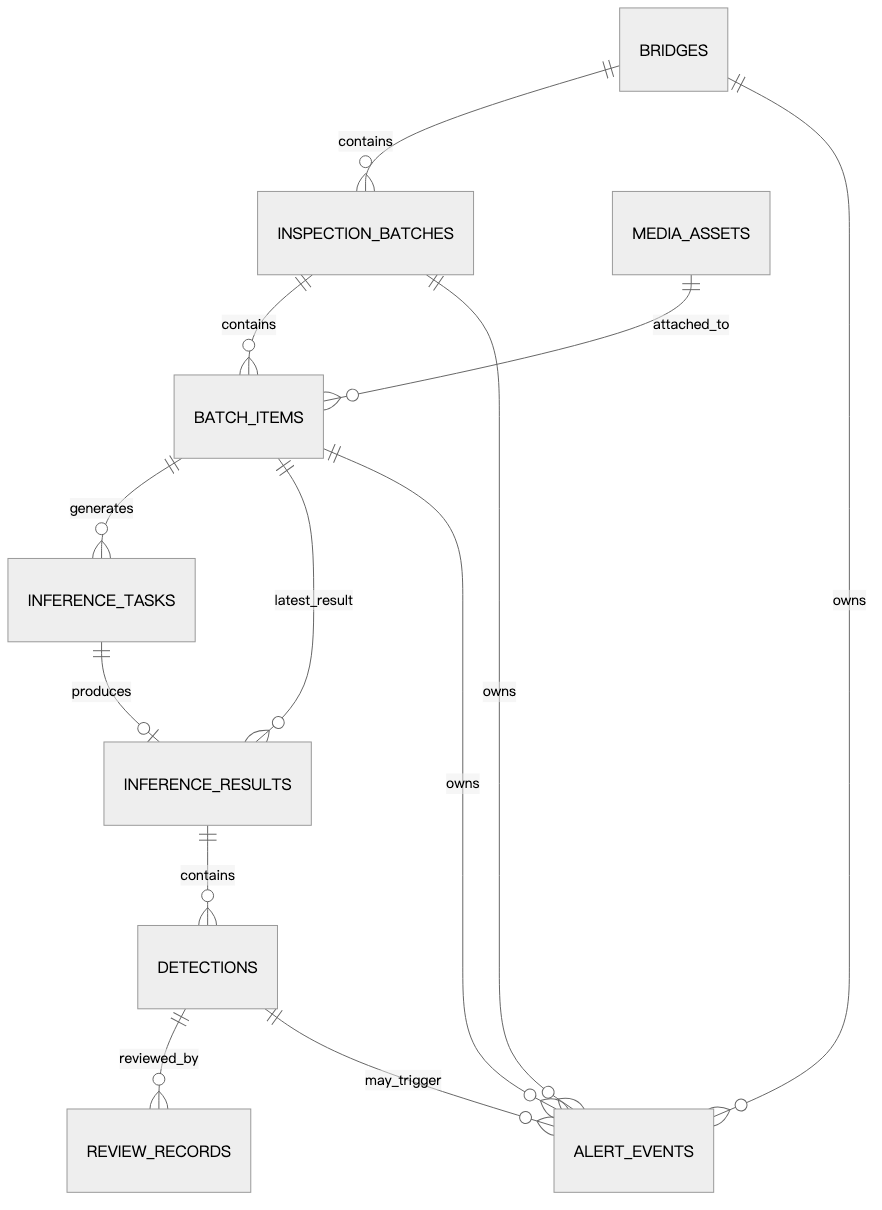 BRIDGES
contains
INSPECTION_BATCHES
MEDIA_ASSETS
contains
attached_to
BATCH_ITEMS
generates
INFERENCE_TASKS
latest_result
owns
produces
owns
INFERENCE_RESULTS
owns
contains
DETECTIONS
reviewed_by
may_trigger
REVIEW_RECORDS
ALERT_EVENTS